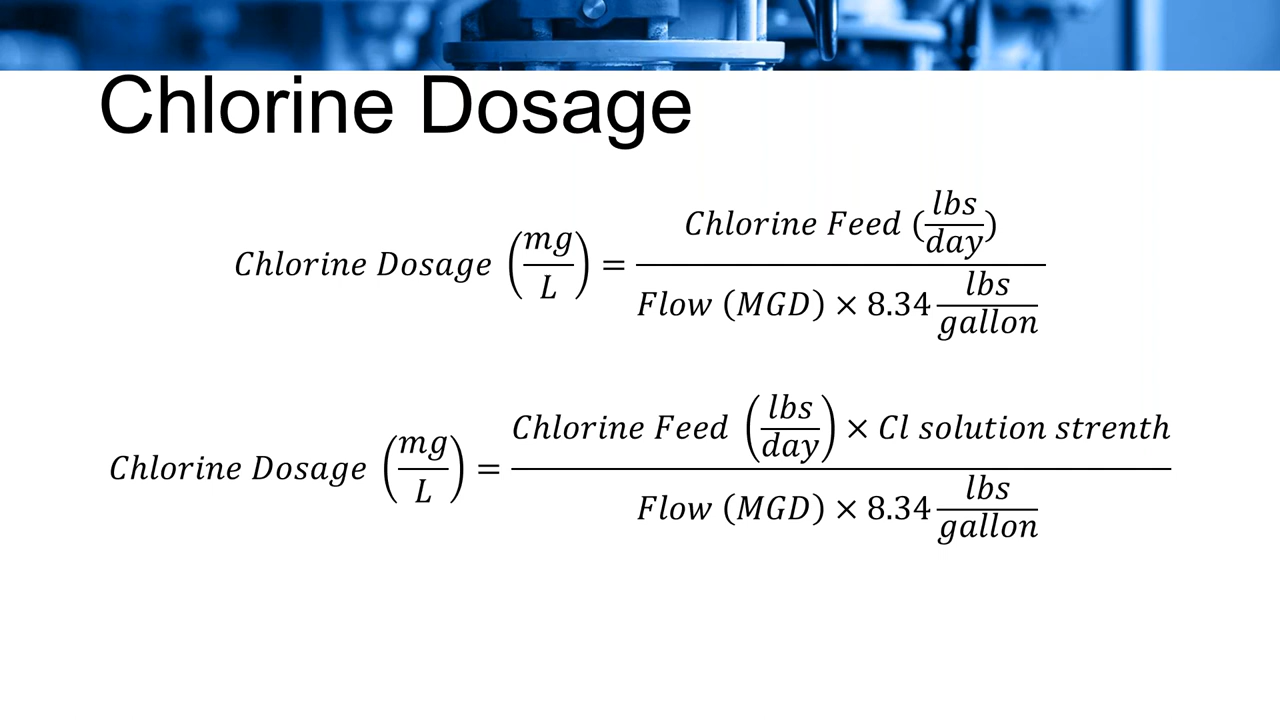 Chlorine Dosage
Chlorine Dosage (mg/L) = Chlorine Feed (lbs/day) / Flow (MGD) × 8.34 lbs/gallon
Chlorine Dosage (mg/L) = Chlorine Feed (lbs/day) × Cl solution strenth / Flow (MGD) × 8.34 lbs/gallon